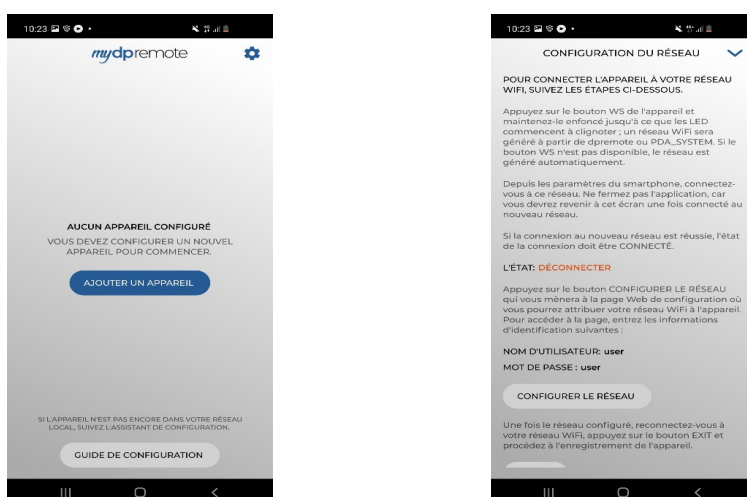 10:23
mydpremote
AUCUN APPAREIL CONFIGURÉ
VOUS DEVEZ CONFIGURER UN NOUVEL
APPAREIL POUR COMMENCER.
AJOUTER UN APPAREIL
SI L'APPAREIL N'EST PAS ENCORE DANS VOTRE RÉSEAU
LOCAL, SUIVEZ L'ASSISTANT DE CONFIGURATION.
GUIDE DE CONFIGURATION
10:23
CONFIGURATION DU RÉSEAU
POUR CONNECTER L'APPAREIL À VOTRE RÉSEAU
WIFI, SUIVEZ LES ÉTAPES CI-DESSOUS.
Appuyez sur le bouton WS de l'appareil et
maintenez-le enfoncé jusqu'à ce que les LED
commencent à clignoter ; un réseau WiFi sera
généré à partir de dpremote ou PDA_SYSTEM. Si le
bouton WS n'est pas disponible, le réseau est
généré automatiquement.
Depuis les paramètres du smartphone, connectez-
vous à ce réseau. Ne fermez pas l'application, car
vous devrez revenir à cet écran une fois connecté au
nouveau réseau.
Si la connexion au nouveau réseau est réussie, l'état
de la connexion doit être CONNECTÉ.
L'ÉTAT: DÉCONNECTER
Appuyez sur le bouton CONFIGURER LE RÉSEAU
qui vous mènera à la page Web de configuration où
vous pourrez attribuer votre réseau WiFi à l'appareil.
Pour accéder à la page, entrez les informations
d'identification suivantes :
NOM D'UTILISATEUR: user
MOT DE PASSE : user
CONFIGURER LE RÉSEAU
Une fois le réseau configuré, reconnectez-vous à
votre réseau WiFi, appuyez sur le bouton EXIT et
procédez à l'enregistrement de l'appareil.